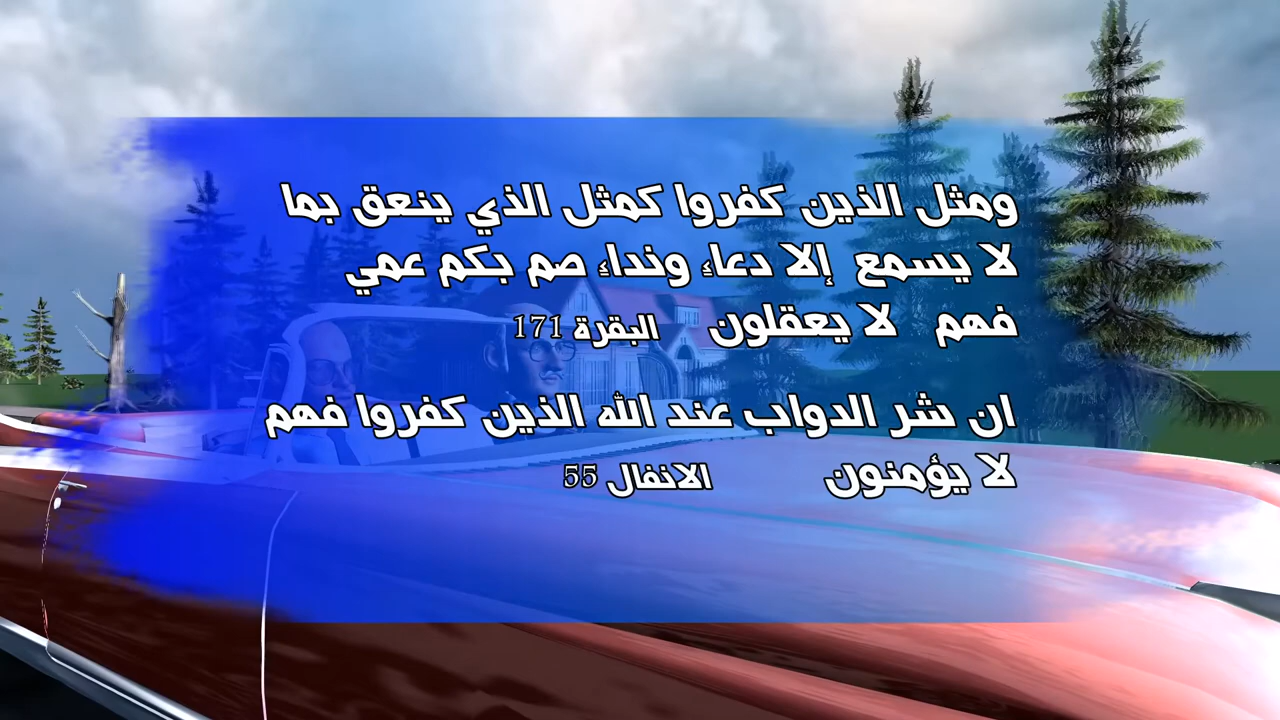 ومثل الذين كفروا كمثل الذي ينعق بما
لا يسمع إلا دعاء ونداء صم بكم عمي
فهم لا يعقلون البقرة 171
ان شر الدواب عند الله الذين كفروا فهم
لا يؤمنون الانفال 55